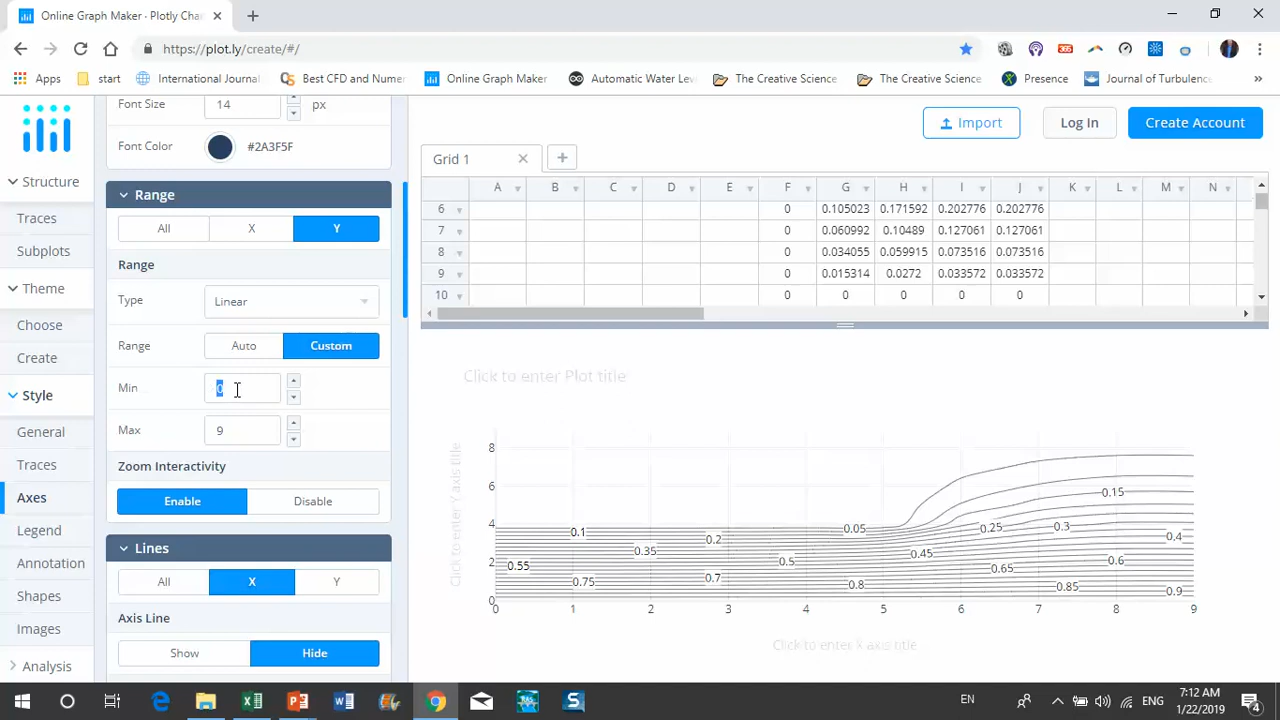 Online Graph Maker · Plotly Cha
https://plot.ly/create/#/
Apps
start
International Journal
Best CFD and Numer
Online Graph Maker
Automatic Water Lev
The Creative Science
The Creative Science
Presence
Journal of Turbulence
»
365
Structure
Traces
Subplots
Theme
Choose
Create
Style
General
Traces
Axes
Legend
Annotation
Shapes
Images
Analysis
Font Size
14
px
Font Color
#2A3F5F
Range
All
X
Y
Range
Type
Linear
Range
Auto
Custom
Min
0
Max
9
Zoom Interactivity
Enable
Disable
Lines
All
X
Y
Axis Line
Show
Hide
Import
Log In
Create Account
Grid 1
A B C D E F G H I J K L M N
6 0 0.105023 0.171592 0.202776 0.202776
7 0 0.060992 0.10489 0.127061 0.127061
8 0 0.034055 0.059915 0.073516 0.073516
9 0 0.015314 0.0272 0.033572 0.033572
10 0 0 0 0 0
Click to enter Plot title
Click to enter Y axis title
8
6
4
2
0
0.1
0.2
0.05
0.15
0.25
0.3
0.35
0.4
0.45
0.5
0.55
0.6
0.65
0.7
0.75
0.8
0.85
0.9
0 1 2 3 4 5 6 7 8 9
Click to enter X axis title
EN
ENG
7:12 AM
1/22/2019
4